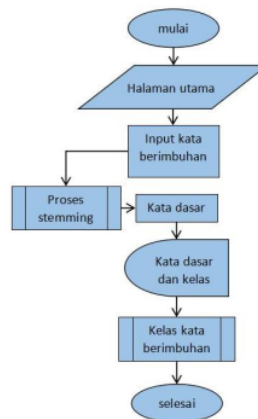 mulai
Halaman utama
Input kata
berimbuhan
Proses
stemming
Kata dasar
Kata dasar
dan kelas
Kelas kata
berimbuhan
selesai